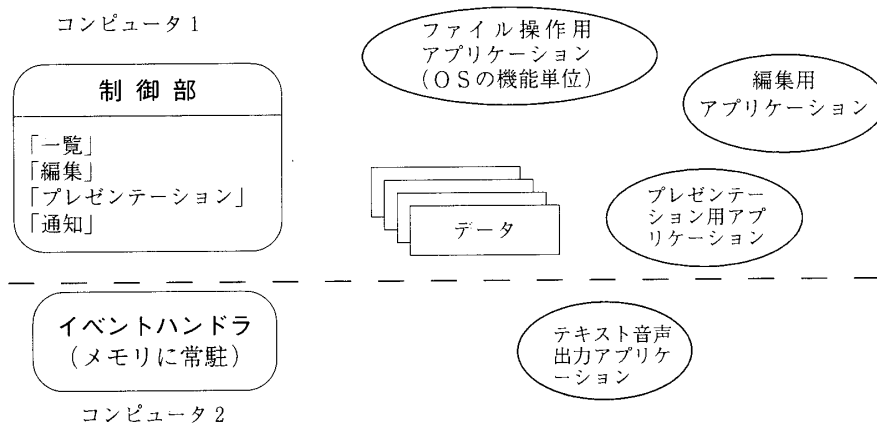 コンピュータ1
ファイル操作用
アプリケーション
(OSの機能単位)
制御部
編集用
アプリケーション
「一覧」
「編集」
「プレゼンテーション」
「通知」
データ
プレゼンテー
ション用アプ
リケーション
イベントハンドラ
(メモリに常駐)
テキスト音声
出力アプリケ
ーション
コンピュータ2